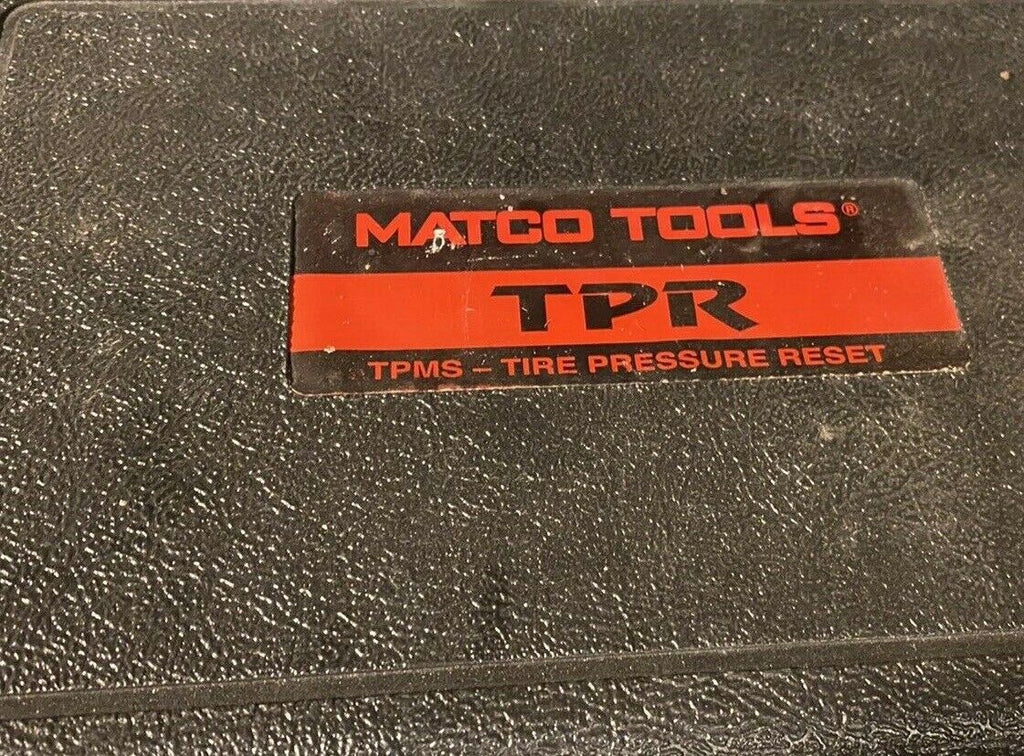 MATCO TOOLS®
TPR
TPMS – TIRE PRESSURE RESET